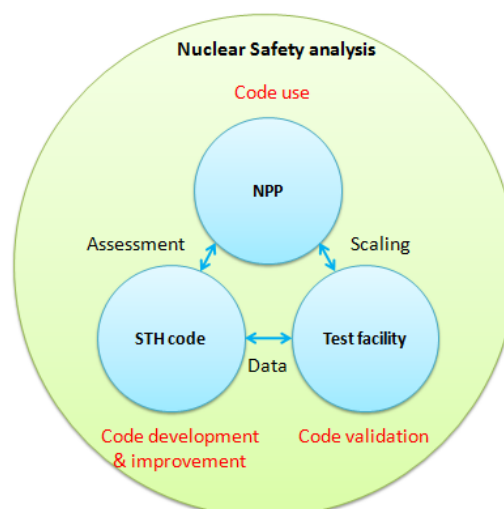 Nuclear Safety analysis
Code use
NPP
Assessment
Scaling
STH code
Test facility
Data
Code development
& improvement
Code validation